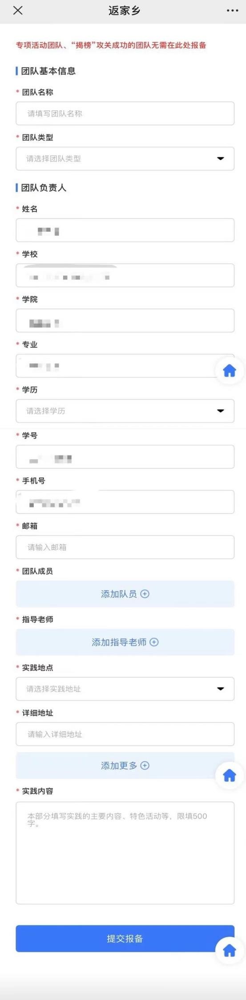 返家乡
专项活动团队、“揭榜”攻关成功的团队无需在此处报备
团队基本信息
* 团队名称
请填写团队名称
* 团队类型
请选择团队类型
团队负责人
* 姓名
* 学校
* 学院
* 专业
* 学历
请选择学历
* 学号
* 手机号
* 邮箱
请输入邮箱
* 团队成员
添加队员
* 指导老师
添加指导老师
* 实践地点
请选择实践地址
* 详细地址
请输入详细地址
添加更多
* 实践内容
本部分填写实践的主要内容、特色活动等，限填500
字。
提交报备